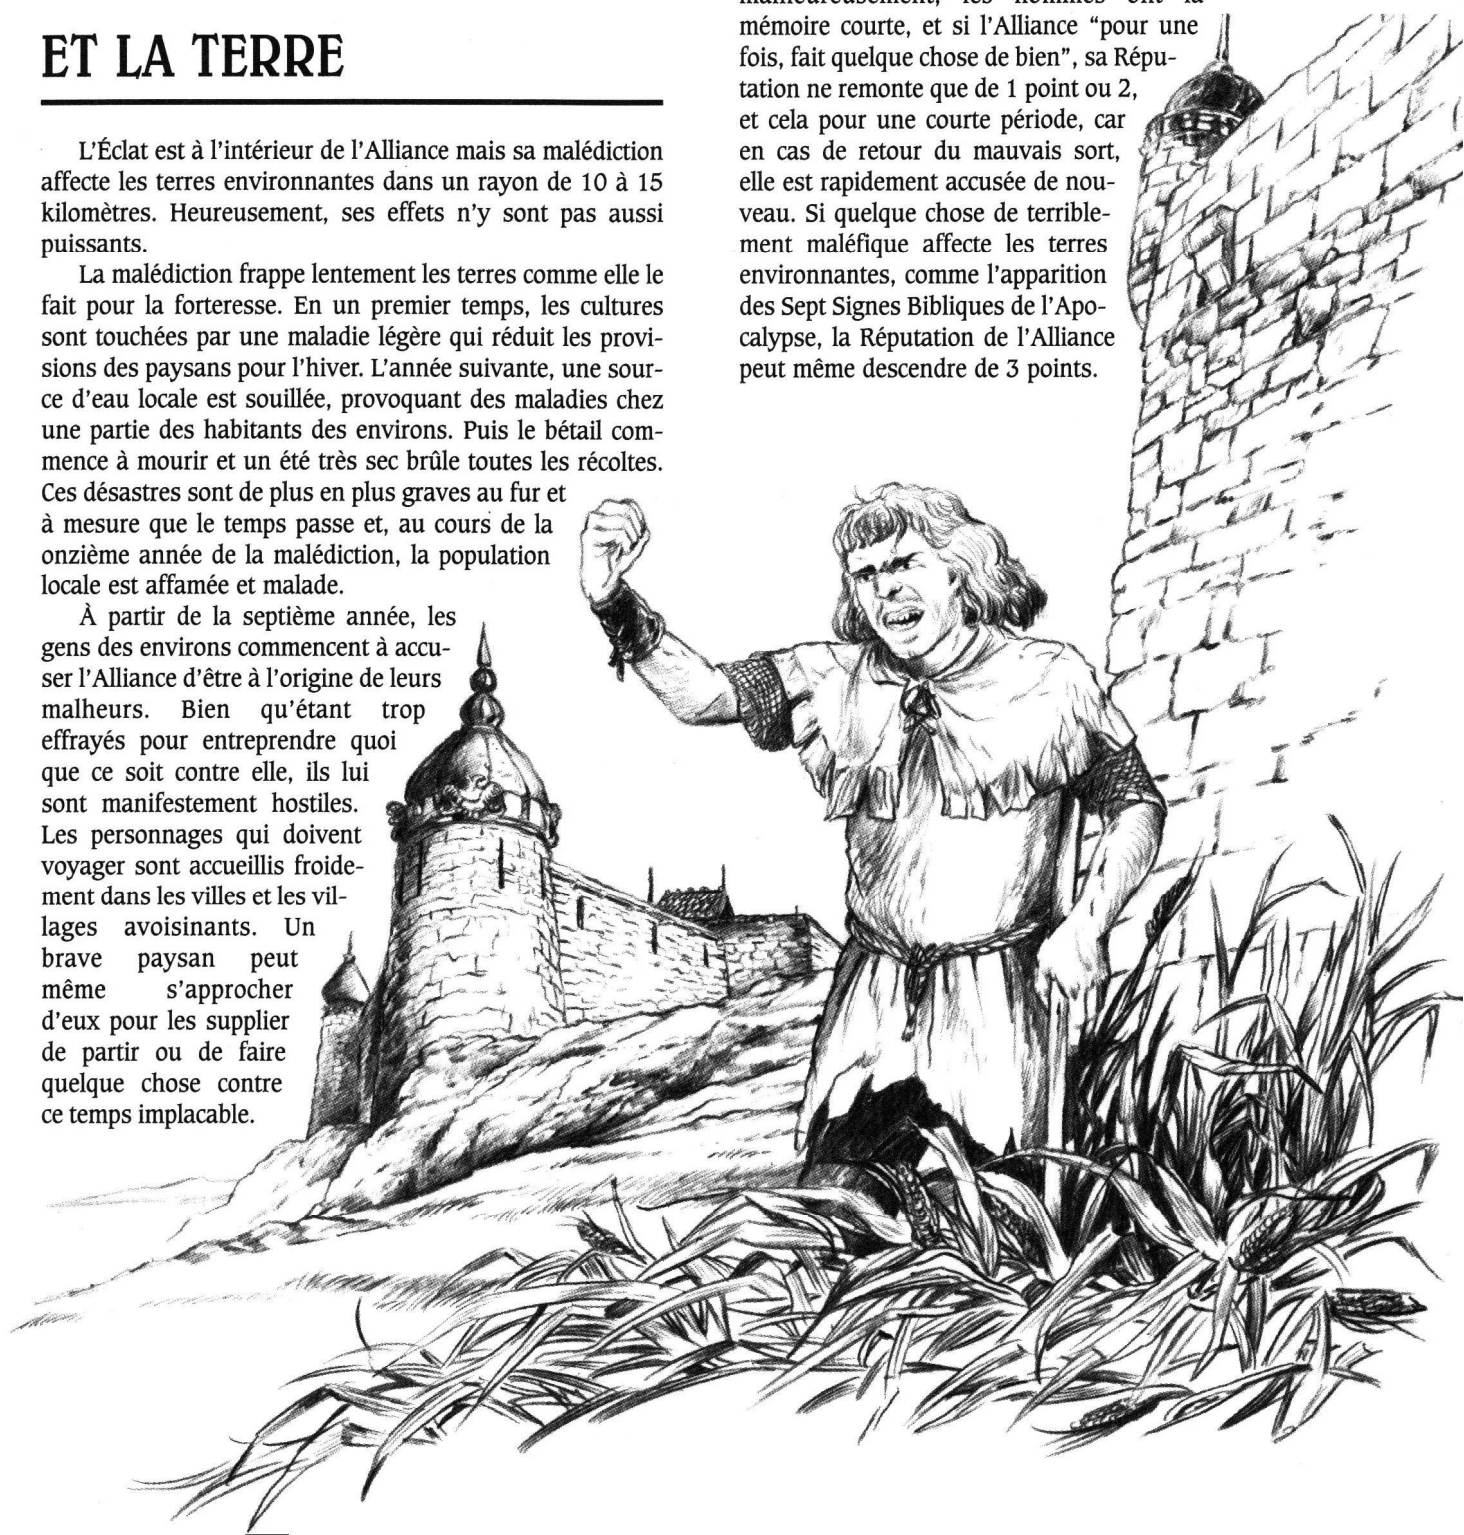 ET LA TERRE
L'Éclat est à l'intérieur de l'Alliance mais sa malédiction
affecte les terres environnantes dans un rayon de 10 à 15
kilomètres. Heureusement, ses effets n'y sont pas aussi
puissants.
La malédiction frappe lentement les terres comme elle le
fait pour la forteresse. En un premier temps, les cultures
sont touchées par une maladie légère qui réduit les provi-
sions des paysans pour l'hiver. L'année suivante, une sour-
ce d'eau locale est souillée, provoquant des maladies chez
une partie des habitants des environs. Puis le bétail com-
mence à mourir et un été très sec brûle toutes les récoltes.
Ces désastres sont de plus en plus graves au fur et
à mesure que le temps passe et, au cours de la
onzième année de la malédiction, la population
locale est affamée et malade.
À partir de la septième année, les
gens des environs commencent à accu-
ser l'Alliance d'être à l'origine de leurs
malheurs. Bien qu'étant trop
effrayés pour entreprendre quoi
que ce soit contre elle, ils lui
sont manifestement hostiles.
Les personnages qui doivent
voyager sont accueillis froide-
ment dans les villes et les vil-
lages avoisinants. Un
brave paysan peut
même s'approcher
d'eux pour les supplier
de partir ou de faire
quelque chose contre
ce temps implacable.
malheureusement, les hommes ont la
mémoire courte, et si l'Alliance “pour une
fois, fait quelque chose de bien”, sa Répu-
tation ne remonte que de 1 point ou 2,
et cela pour une courte période, car
en cas de retour du mauvais sort,
elle est rapidement accusée de nou-
veau. Si quelque chose de terrible-
ment maléfique affecte les terres
environnantes, comme l'apparition
des Sept Signes Bibliques de l'Apo-
calypse, la Réputation de l'Alliance
peut même descendre de 3 points.